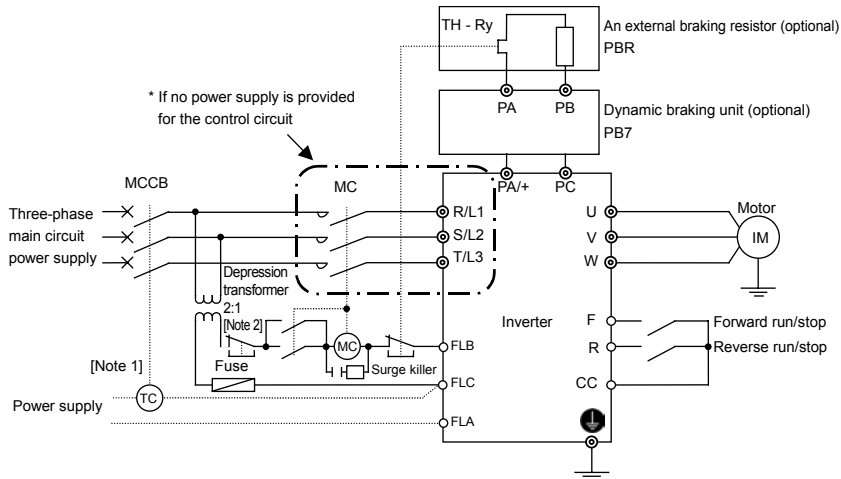 TH - Ry
An external braking resistor (optional)
PBR
PA
PB
Dynamic braking unit (optional)
PB7
* If no power supply is provided
for the control circuit
PA/+
PC
MCCB
MC
Three-phase
main circuit
power supply
R/L1
S/L2
T/L3
U
V
W
Motor
IM
Depression
transformer
2:1
[Note 2]
Inverter
F
R
CC
Forward run/stop
Reverse run/stop
MC
FLB
Surge killer
[Note 1]
Fuse
FLC
TC
Power supply
FLA